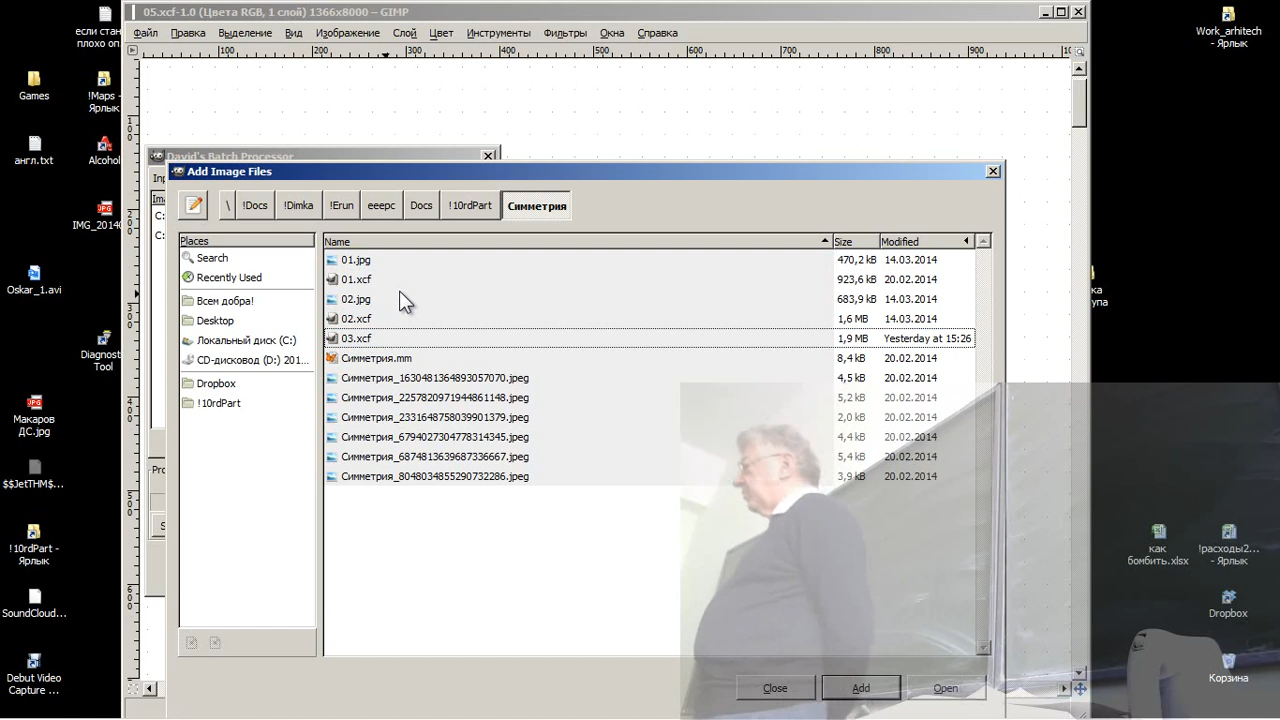 05.xcf-1.0 (Цвета RGB, 1 слой) 1366x8000 – GIMP
Файл Правка Выделение Вид Изображение Слой Цвет Инструменты Фильтры Окна Справка
100 200 300 400 500 600 700 800 900
David's Batch Processor
Add Image Files
\ !Docs !Dimka !Erun eeepc Docs !10rdPart Симметрия
Places
Search
Recently Used
Всем добра!
Desktop
Локальный диск (C:)
CD-дисковод (D:) 201...
Dropbox
!10rdPart
Name Size Modified
01.jpg 470,2 kB 14.03.2014
01.xcf 923,6 kB 20.02.2014
02.jpg 683,9 kB 14.03.2014
02.xcf 1,6 MB 14.03.2014
03.xcf 1,9 MB Yesterday at 15:26
Симметрия.mm 8,4 kB 20.02.2014
Симметрия_1630481364893057070.jpeg 4,5 kB 20.02.2014
Симметрия_2257820971944861148.jpeg 5,2 kB 20.02.2014
Симметрия_2331648758039901379.jpeg 2,0 kB 20.02.2014
Симметрия_6794027304778314345.jpeg 4,4 kB 20.02.2014
Симметрия_6874813639687336667.jpeg 5,4 kB 20.02.2014
Симметрия_8048034855290732286.jpeg 3,9 kB 20.02.2014
Close Add Open
если стан
плохо оп.
Games
!Maps -
Ярлык
англ.txt
Alcohol
IMG_2014
Oskar_1.avi
Diagnost
Tool
Макаров
ДС.jpg
$$JetTHM$...
!10rdPart -
Ярлык
SoundCloud...
Debut Video
Capture ...
Work_arhitech
- Ярлык
как
бомбить.xlsx
!расходы2...
- Ярлык
Dropbox
Корзина